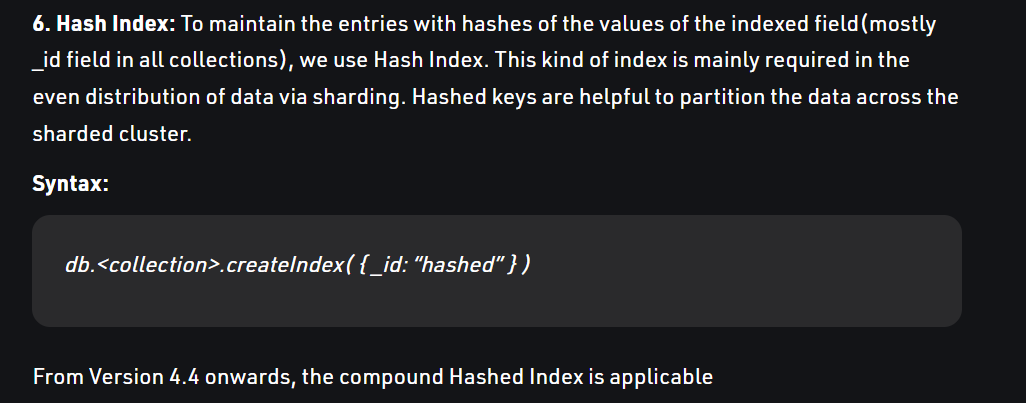 6. Hash Index: To maintain the entries with hashes of the values of the indexed field(mostly
_id field in all collections), we use Hash Index. This kind of index is mainly required in the
even distribution of data via sharding. Hashed keys are helpful to partition the data across the
sharded cluster.
Syntax:
db.<collection>.createIndex( { _id: “hashed” } )
From Version 4.4 onwards, the compound Hashed Index is applicable